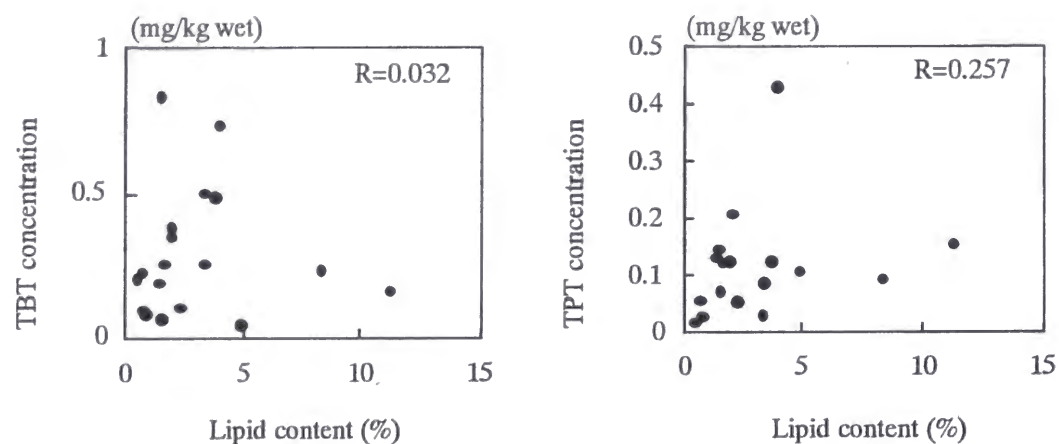 (mg/kg wet)
1
R=0.032
0.5
0
TBT concentration
0 5 10 15
Lipid content (%)
(mg/kg wet)
0.5
R=0.257
0.4
0.3
0.2
0.1
0
TPT concentration
0 5 10 15
Lipid content (%)